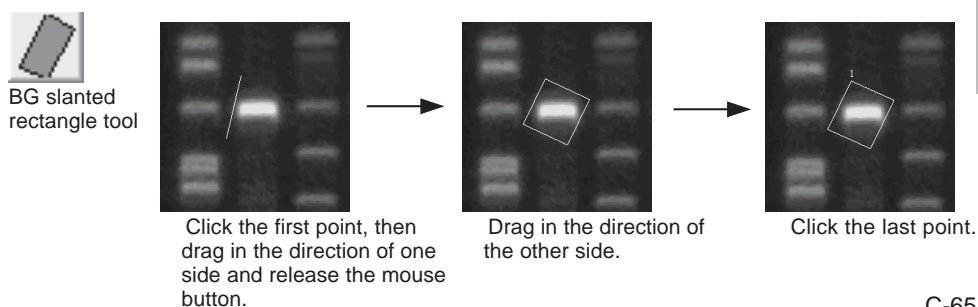 BG slanted
rectangle tool
1
Click the first point, then
drag in the direction of one
side and release the mouse
button.
Drag in the direction of
the other side.
Click the last point.
C-65